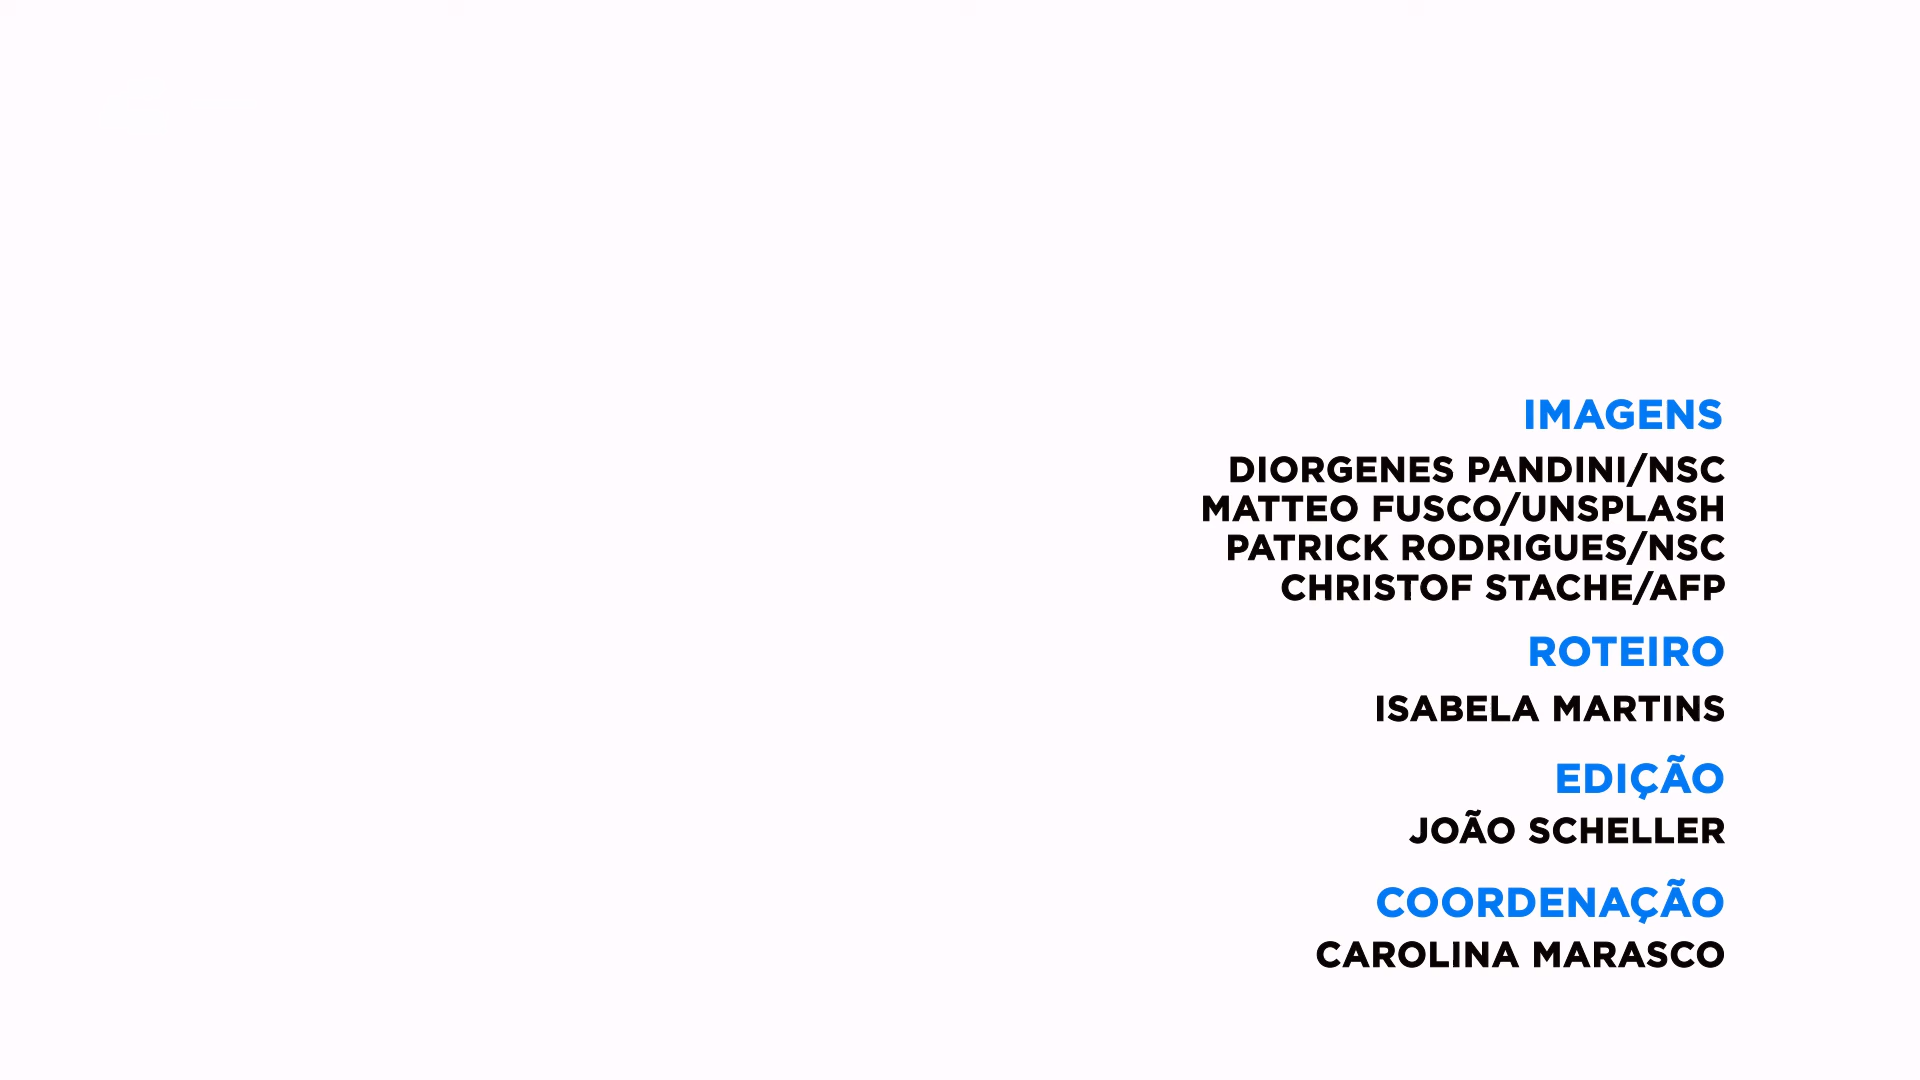 IMAGENS
DIORGENES PANDINI/NSC
MATTEO FUSCO/UNSPLASH
PATRICK RODRIGUES/NSC
CHRISTOF STACHE/AFP
ROTEIRO
ISABELA MARTINS
EDIÇÃO
JOÃO SCHELLER
COORDENAÇÃO
CAROLINA MARASCO